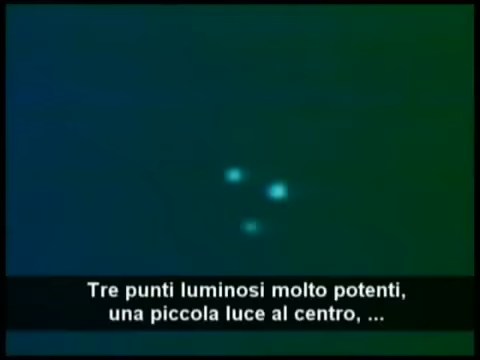 Tre punti luminosi molto potenti,
una piccola luce al centro, ...